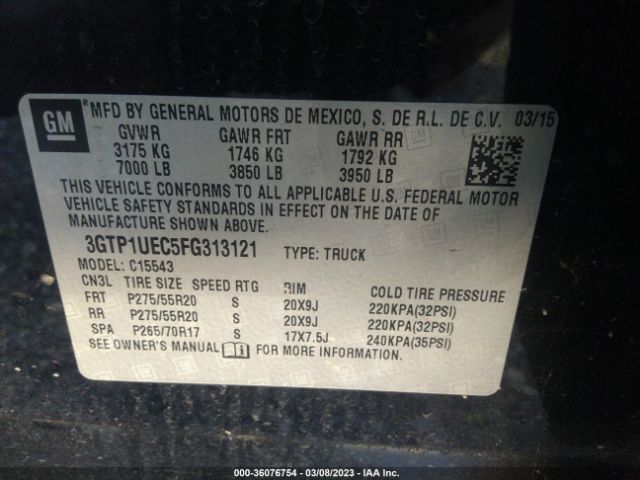 GM ® MFD BY GENERAL MOTORS DE MEXICO, S. DE R.L. DE C.V. 03/15
GVWR GAWR FRT GAWR RR
3175 KG 1746 KG 1792 KG
7000 LB 3850 LB 3950 LB
THIS VEHICLE CONFORMS TO ALL APPLICABLE U.S. FEDERAL MOTOR
VEHICLE SAFETY STANDARDS IN EFFECT ON THE DATE OF
MANUFACTURE SHOWN ABOVE.
3GTP1UEC5FG313121 TYPE: TRUCK
MODEL: C15543
CN3L TIRE SIZE SPEED RTG RIM COLD TIRE PRESSURE
FRT P275/55R20 S 20X9J 220KPA(32PSI)
RR P275/55R20 S 20X9J 220KPA(32PSI)
SPA P265/70R17 S 17X7.5J 240KPA(35PSI)
SEE OWNER'S MANUAL FOR MORE INFORMATION.
000-36076754 — 03/08/2023 — IAA Inc.